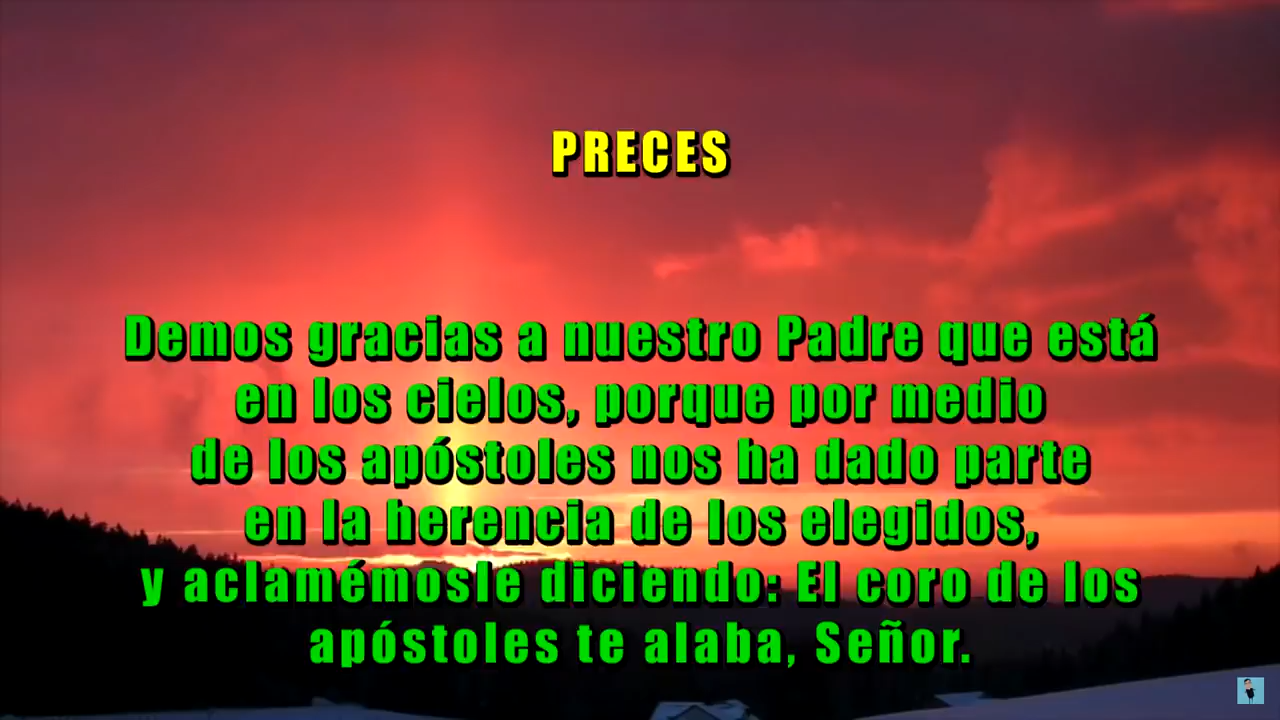 PRECES
Demos gracias a nuestro Padre que está
en los cielos, porque por medio
de los apóstoles nos ha dado parte
en la herencia de los elegidos,
y aclamémosle diciendo: El coro de los
apóstoles te alaba, Señor.